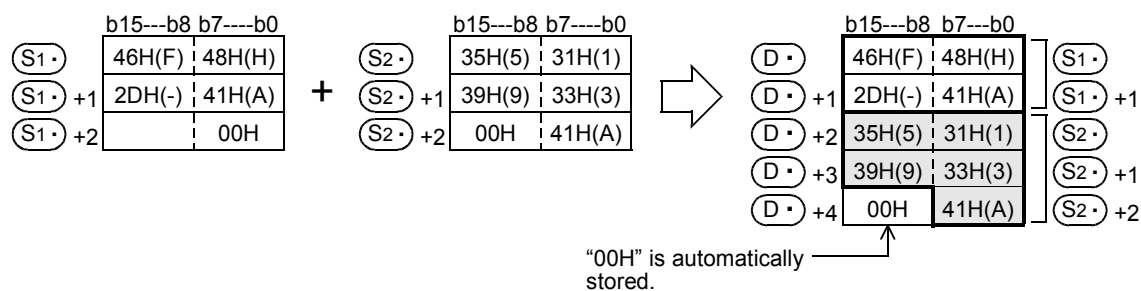 b15---b8 b7----b0
S1· 46H(F) 48H(H)
S1· +1 2DH(-) 41H(A)
S1· +2 00H
+
b15---b8 b7----b0
S2· 35H(5) 31H(1)
S2· +1 39H(9) 33H(3)
S2· +2 00H 41H(A)
b15---b8 b7---b0
D· 46H(F) 48H(H) S1·
D· +1 2DH(-) 41H(A) S1· +1
D· +2 35H(5) 31H(1) S2·
D· +3 39H(9) 33H(3) S2· +1
D· +4 00H 41H(A) S2· +2
“00H” is automatically
stored.